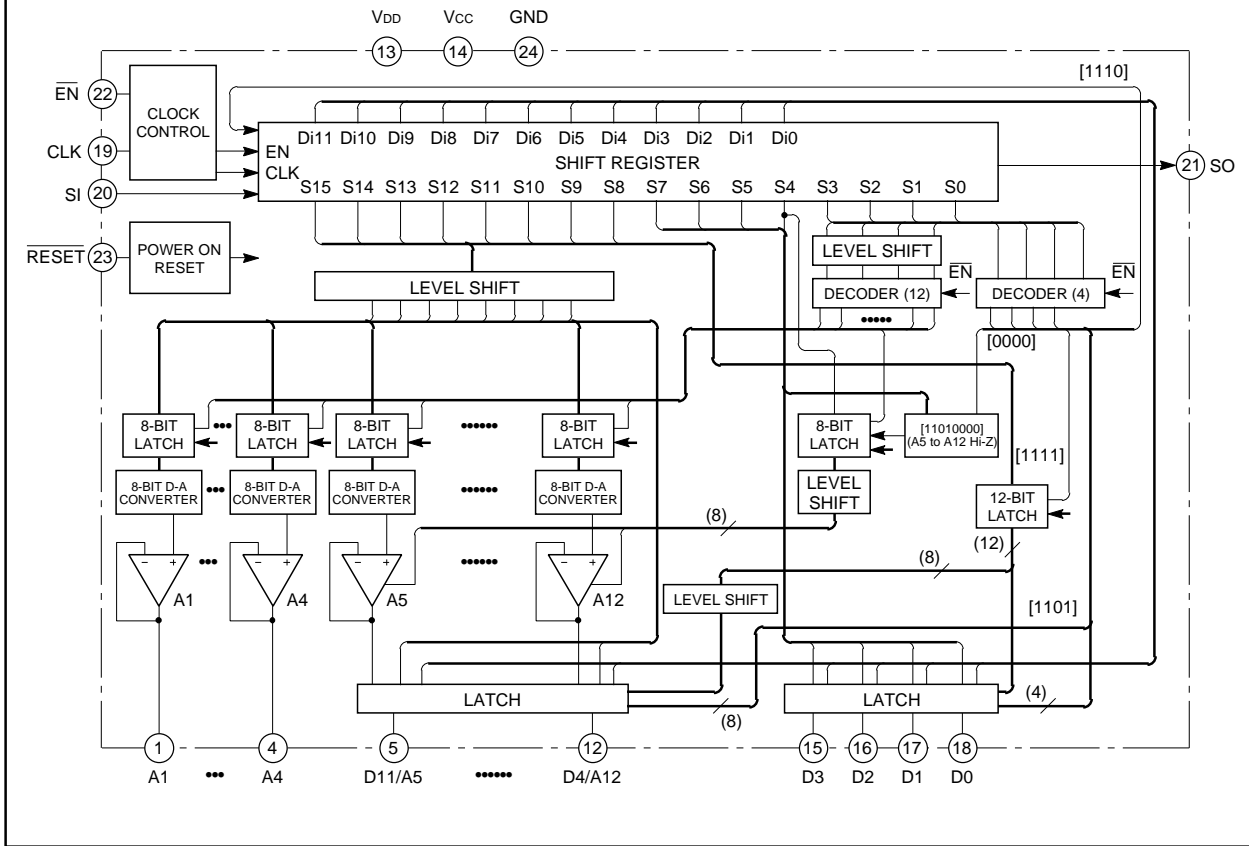 VDD VCC GND
13 14 24
[1110]
EN 22 CLOCK CONTROL
CLK 19
SI 20
Di11 Di10 Di9 Di8 Di7 Di6 Di5 Di4 Di3 Di2 Di1 Di0
EN SHIFT REGISTER
CLK
21 SO
S15 S14 S13 S12 S11 S10 S9 S8 S7 S6 S5 S4 S3 S2 S1 S0
RESET 23 POWER ON RESET
LEVEL SHIFT
LEVEL SHIFT
EN EN
DECODER (12) DECODER (4)
•••••
[0000]
8-BIT LATCH ••• 8-BIT LATCH 8-BIT LATCH •••••• 8-BIT LATCH 8-BIT LATCH [11010000] (A5 to A12 Hi-Z)
[1111]
8-BIT D-A CONVERTER ••• 8-BIT D-A CONVERTER 8-BIT D-A CONVERTER •••••• 8-BIT D-A CONVERTER LEVEL SHIFT 12-BIT LATCH
(8)
(12)
− + ••• − + − + •••••• − +
(8)
A1 A4 A5 A12 LEVEL SHIFT
[1101]
LATCH LATCH
(8) (4)
1 4 5 12 15 16 17 18
A1 ••• A4 D11/A5 •••••• D4/A12 D3 D2 D1 D0